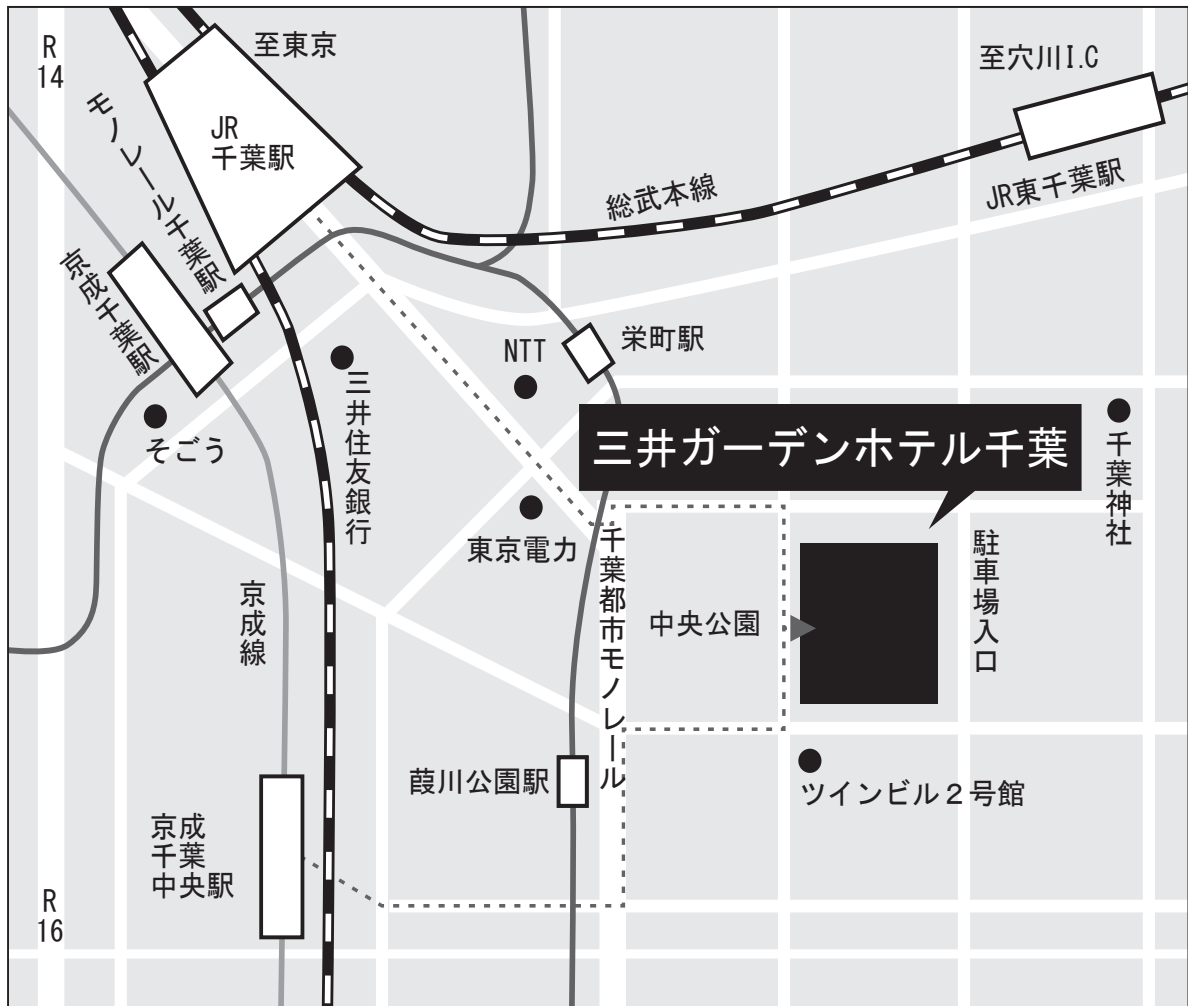 R
14
至東京
至穴川I.C
JR
千葉駅
モノレール千葉駅
京成千葉駅
総武本線
JR東千葉駅
NTT
栄町駅
三井住友銀行
そごう
三井ガーデンホテル千葉
千葉神社
東京電力
千葉都市モノレール
中央公園
駐車場入口
京成線
葭川公園駅
ツインビル２号館
京成
千葉
中央駅
R
16